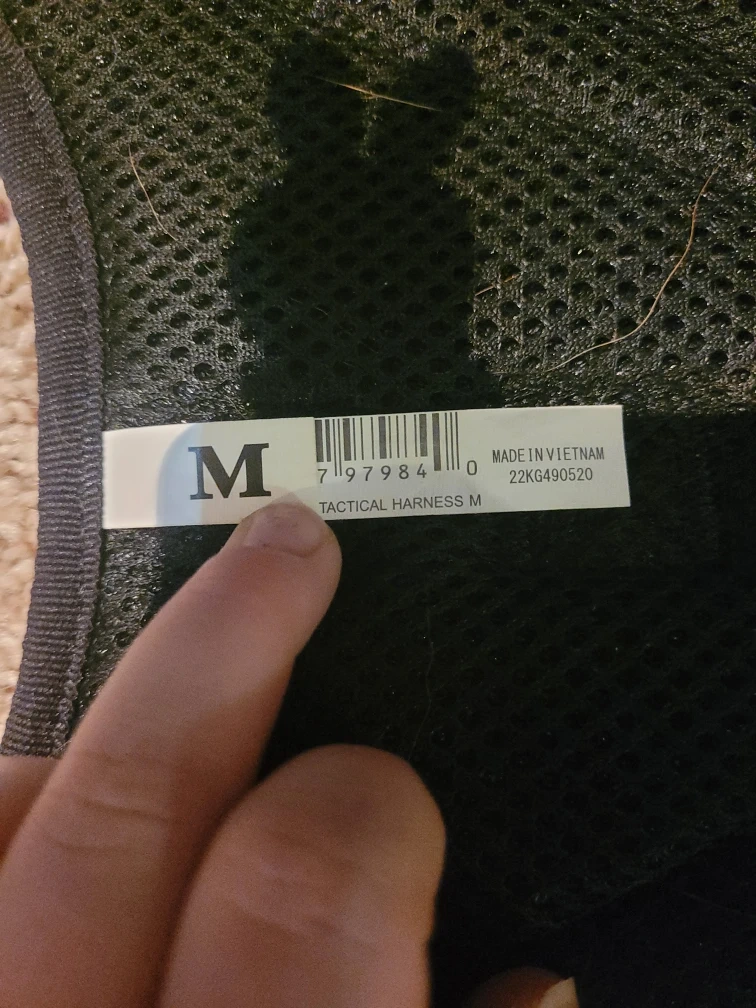 M
7 97984 0
TACTICAL HARNESS M
MADE IN VIETNAM
22KG490520